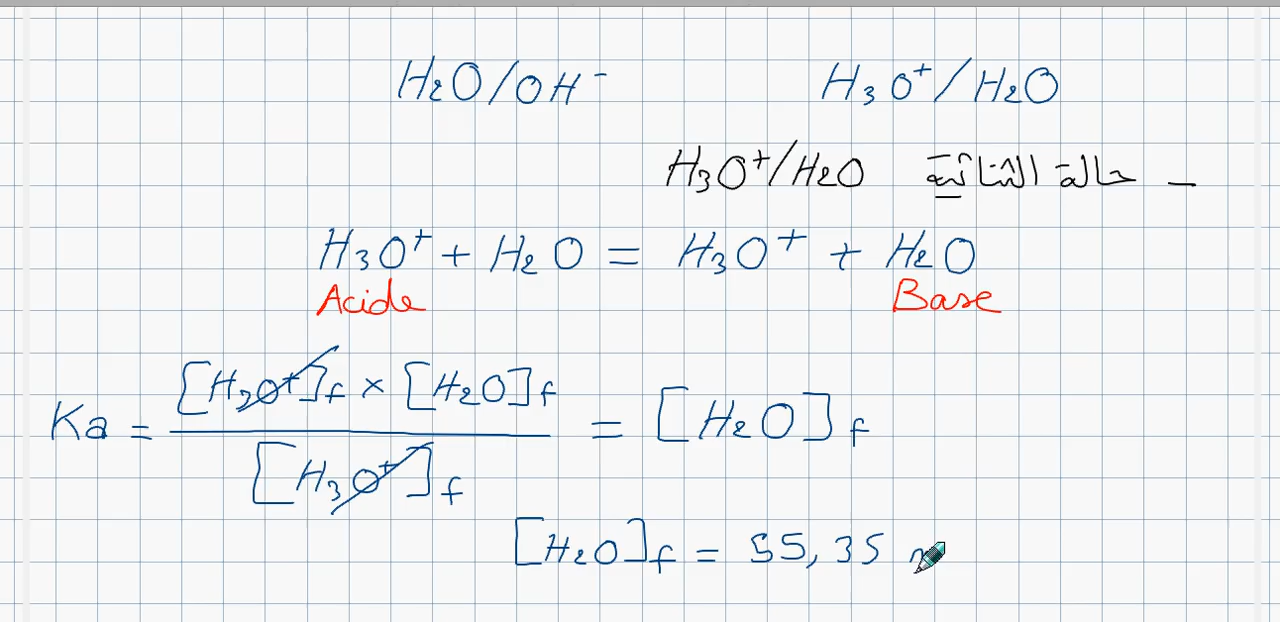 H₂O/OH⁻ H₃O⁺/H₂O
– حالة الثنائية H₃O⁺/H₂O
H₃O⁺ + H₂O = H₃O⁺ + H₂O
Acide Base
Ka = [H₃O⁺]f × [H₂O]f / [H₃O⁺]f = [H₂O]f
[H₂O]f = 55,35